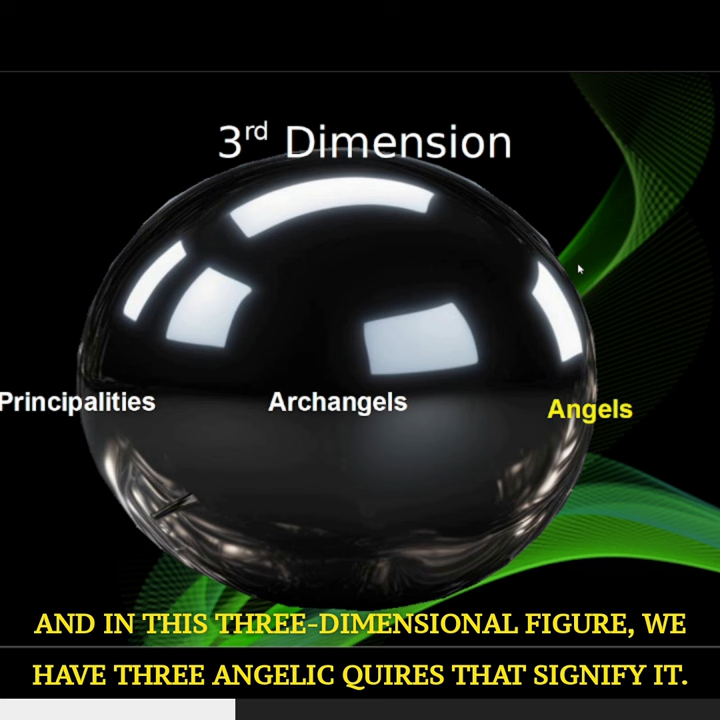 3rd Dimension
Principalities Archangels Angels
AND IN THIS THREE-DIMENSIONAL FIGURE, WE
HAVE THREE ANGELIC QUIRES THAT SIGNIFY IT.